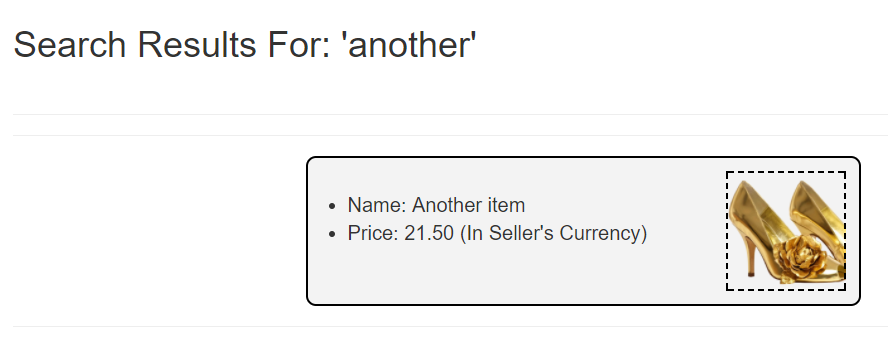 Search Results For: 'another'
Name: Another item
Price: 21.50 (In Seller's Currency)